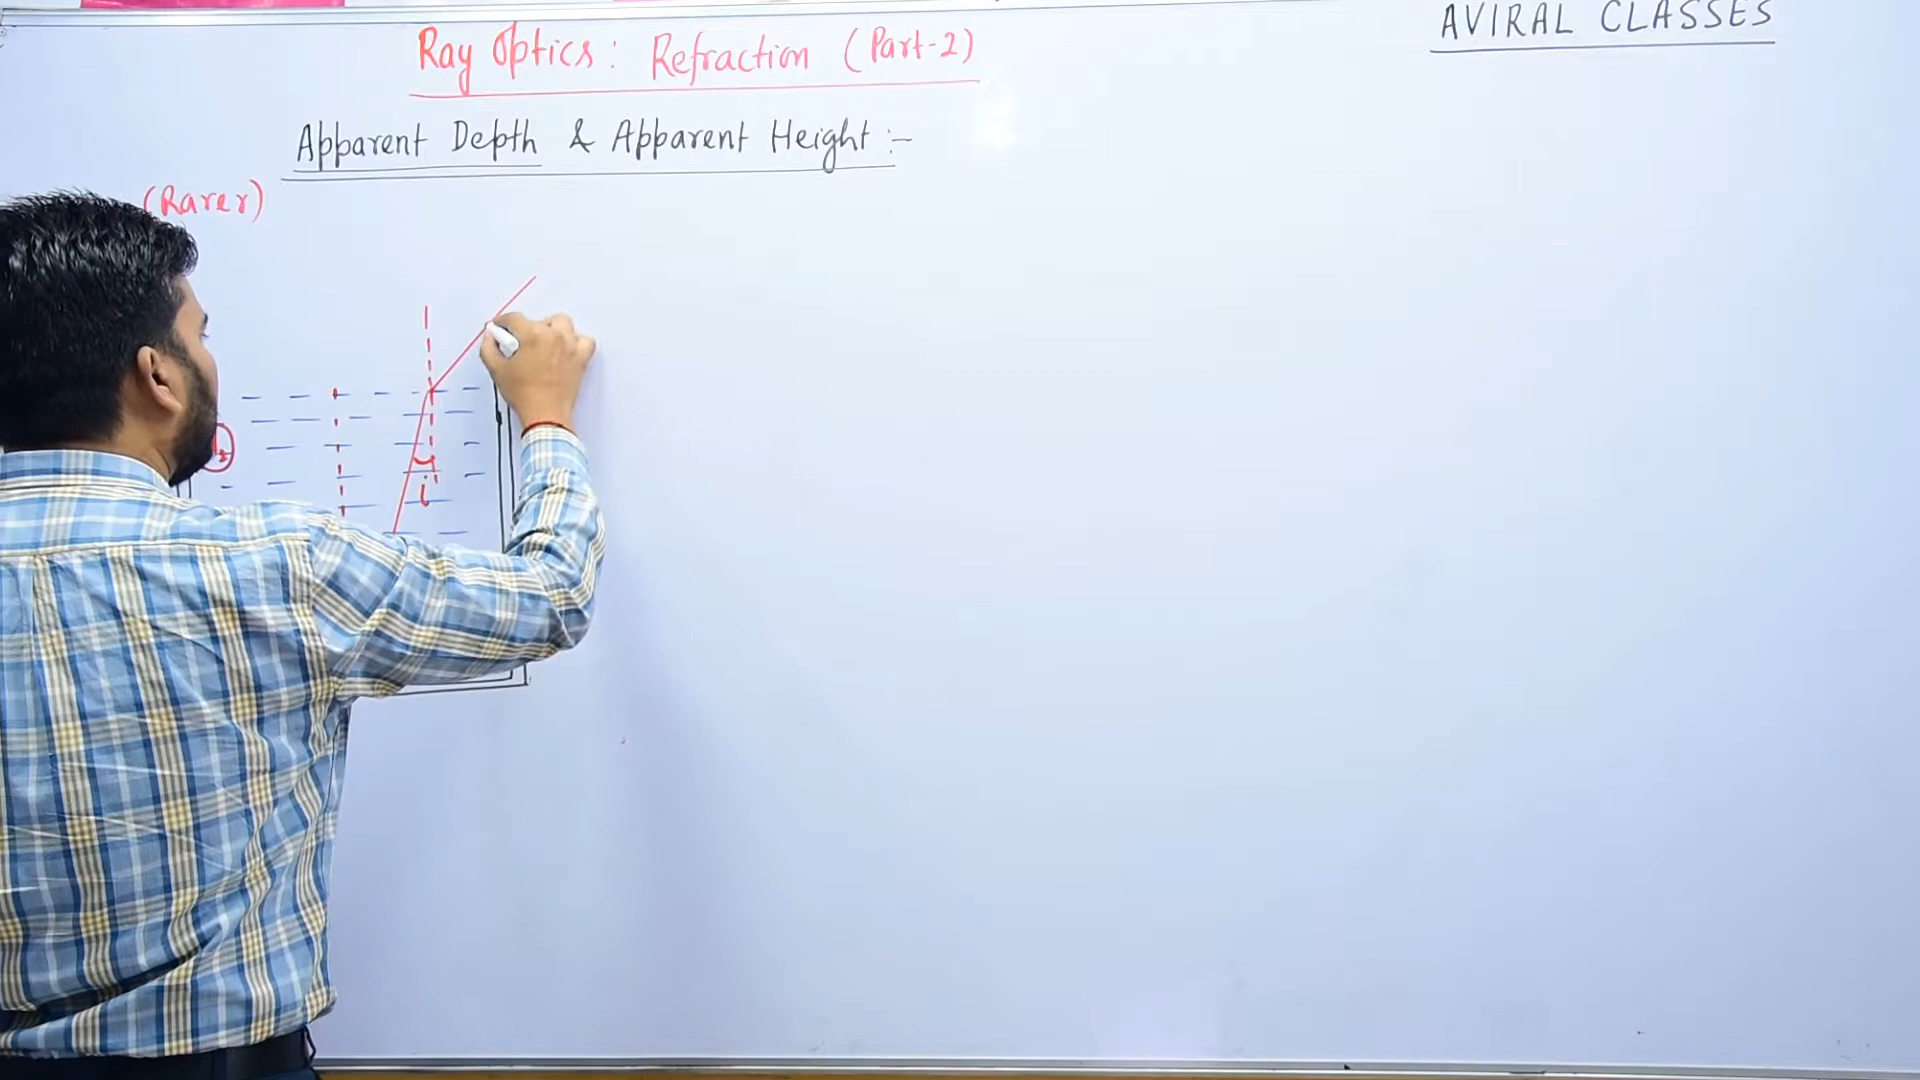 AVIRAL CLASSES
Ray Optics: Refraction (Part-2)
Apparent Depth & Apparent Height :-
(Rarer)
i